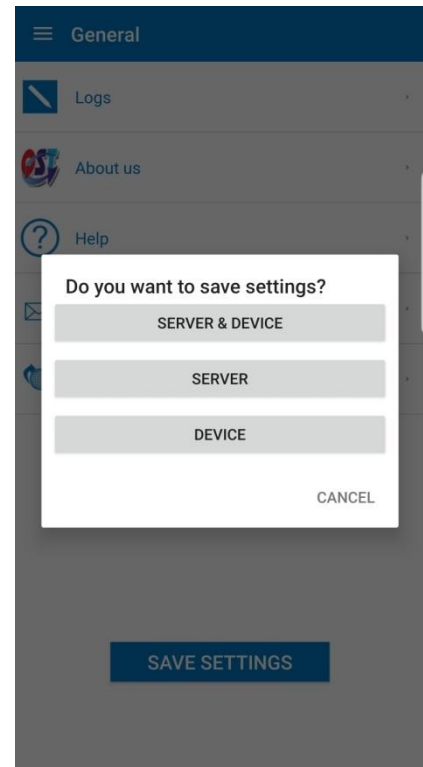 General
Logs
About us
Help
Do you want to save settings?
SERVER & DEVICE
SERVER
DEVICE
CANCEL
SAVE SETTINGS